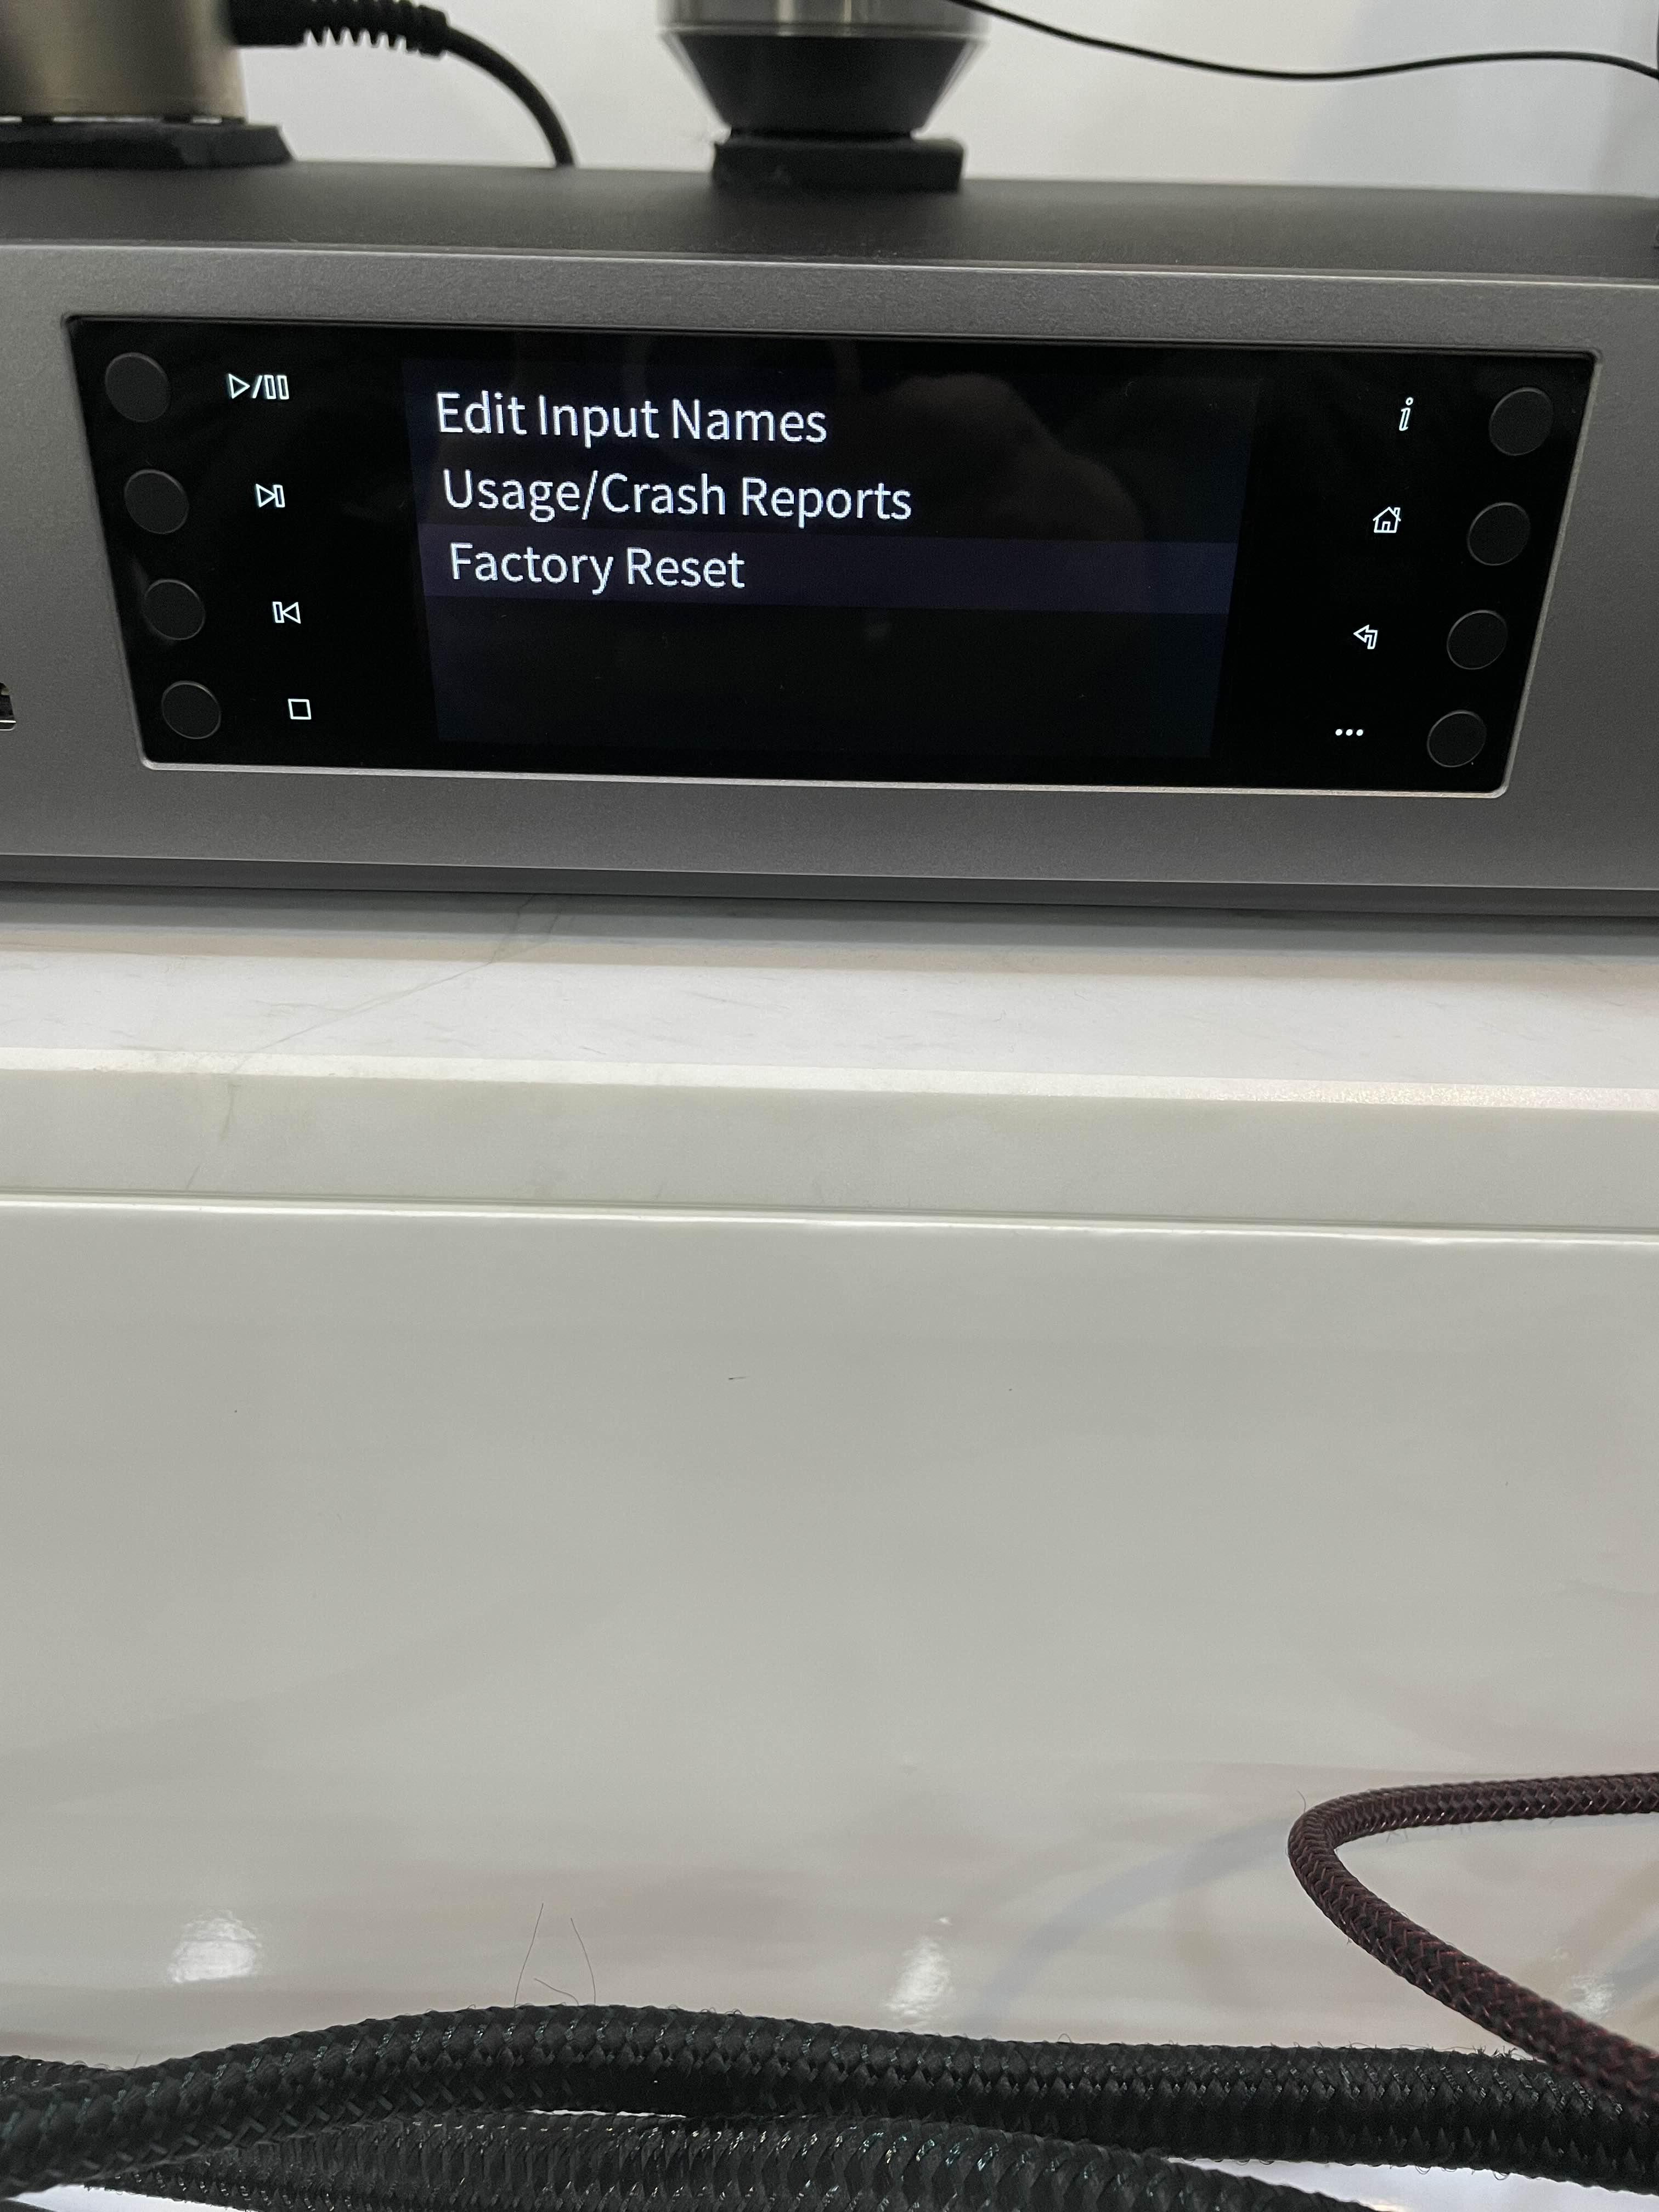 Edit Input Names
Usage/Crash Reports
Factory Reset